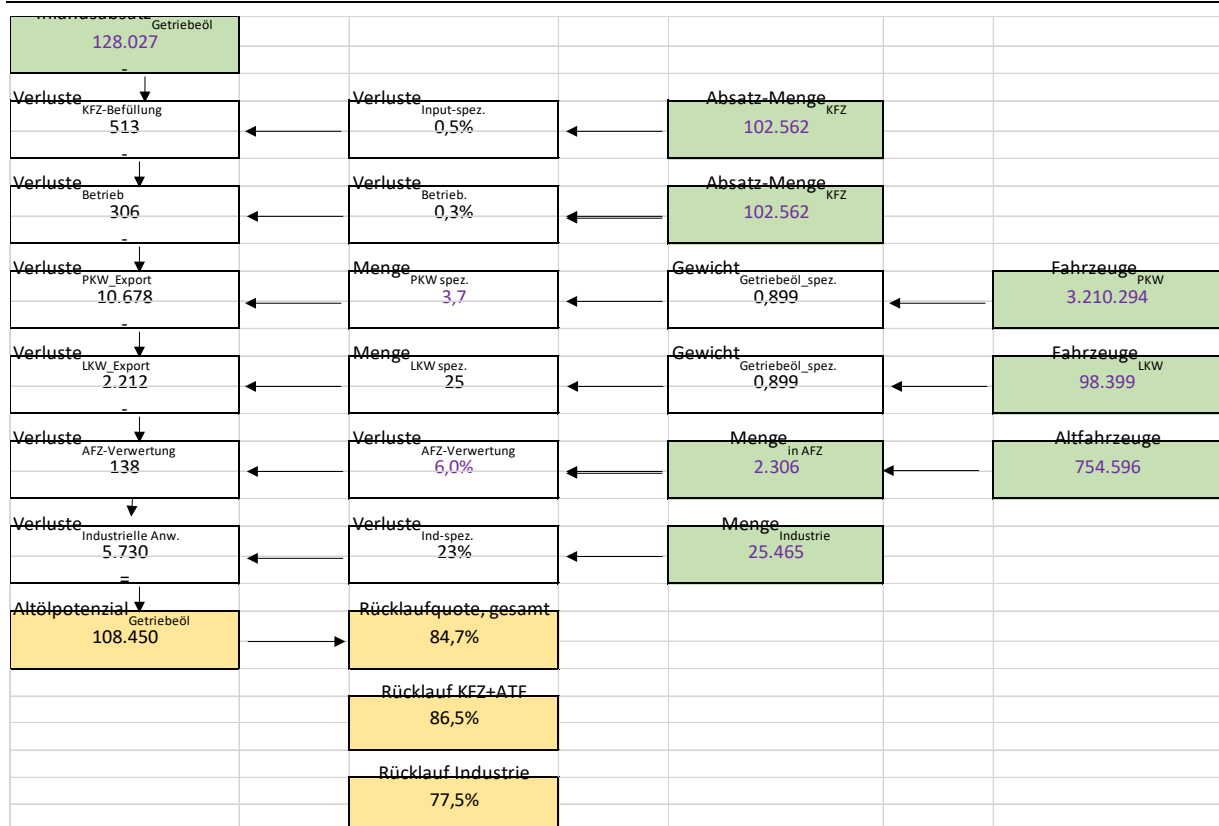 Inlandsabsatz Getriebeöl
128.027
-
Verluste KFZ-Befüllung
513
-
Verluste Input-spez.
0,5%
Absatz-Menge KFZ
102.562
Verluste Betrieb
306
-
Verluste Betrieb.
0,3%
Absatz-Menge KFZ
102.562
Verluste PKW_Export
10.678
-
Menge PKW spez.
3,7
Gewicht Getriebeöl_spez.
0,899
Fahrzeuge PKW
3.210.294
Verluste LKW_Export
2.212
-
Menge LKW spez.
25
Gewicht Getriebeöl_spez.
0,899
Fahrzeuge LKW
98.399
Verluste AFZ-Verwertung
138
Verluste AFZ-Verwertung
6,0%
Menge in AFZ
2.306
Altfahrzeuge
754.596
Verluste Industrielle Anw.
5.730
=
Verluste Ind-spez.
23%
Menge Industrie
25.465
Altölpotenzial Getriebeöl
108.450
Rücklaufquote, gesamt
84,7%
Rücklauf KFZ+ATF
86,5%
Rücklauf Industrie
77,5%